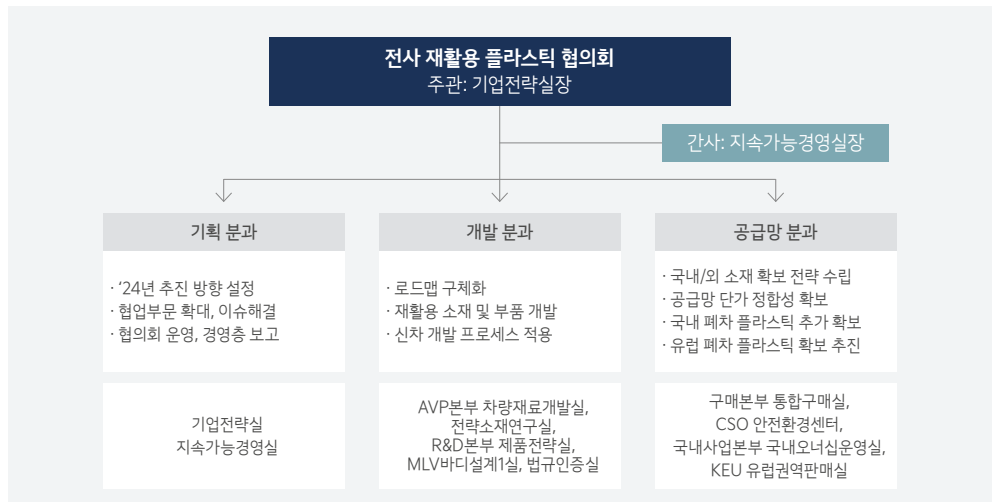 전사 재활용 플라스틱 협의회
주관: 기업전략실장
간사: 지속가능경영실장
기획 분과
· ‘24년 추진 방향 설정
· 협업부문 확대, 이슈해결
· 협의회 운영, 경영층 보고
기업전략실
지속가능경영실
개발 분과
· 로드맵 구체화
· 재활용 소재 및 부품 개발
· 신차 개발 프로세스 적용
AVP본부 차량재료개발실,
전략소재연구실,
R&D본부 제품전략실,
MLV바디설계1실, 법규인증실
공급망 분과
· 국내/외 소재 확보 전략 수립
· 공급망 단가 정합성 확보
· 국내 폐차 플라스틱 추가 확보
· 유럽 폐차 플라스틱 확보 추진
구매본부 통합구매실,
CSO 안전환경센터,
국내사업본부 국내오너십운영실,
KEU 유럽권역판매실